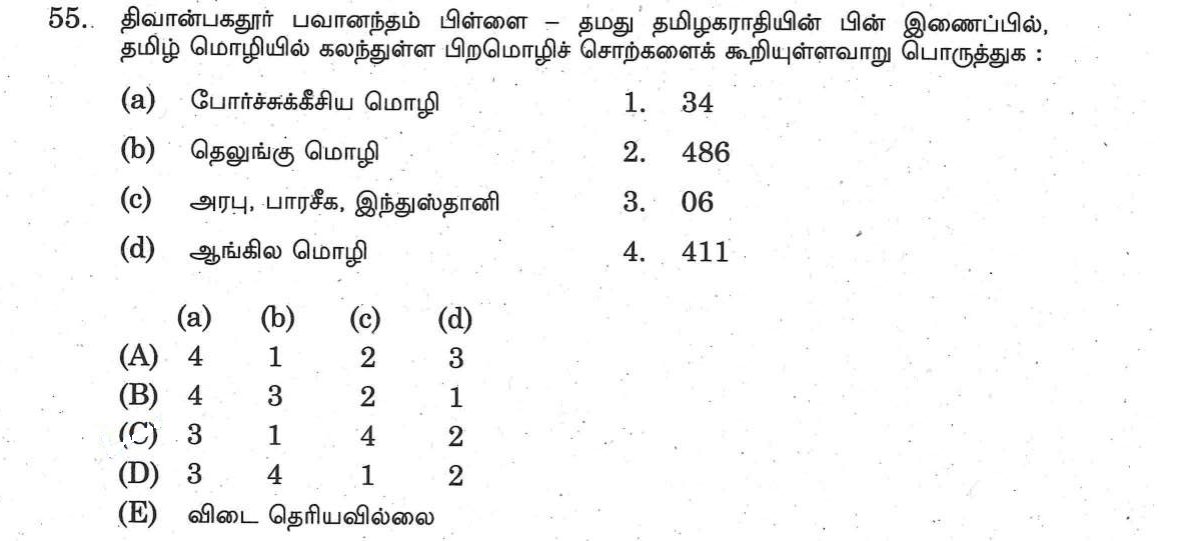 55. திவான்பகதூர் பவானந்தம் பிள்ளை – தமது தமிழகராதியின் பின் இணைப்பில்,
தமிழ் மொழியில் கலந்துள்ள பிறமொழிச் சொற்களைக் கூறியுள்ளவாறு பொருத்துக :
(a) போர்ச்சுக்கீசிய மொழி 1. 34
(b) தெலுங்கு மொழி 2. 486
(c) அரபு, பாரசீக, இந்துஸ்தானி 3. 06
(d) ஆங்கில மொழி 4. 411
(a) (b) (c) (d)
(A) 4 1 2 3
(B) 4 3 2 1
(C) 3 1 4 2
(D) 3 4 1 2
(E) விடை தெரியவில்லை